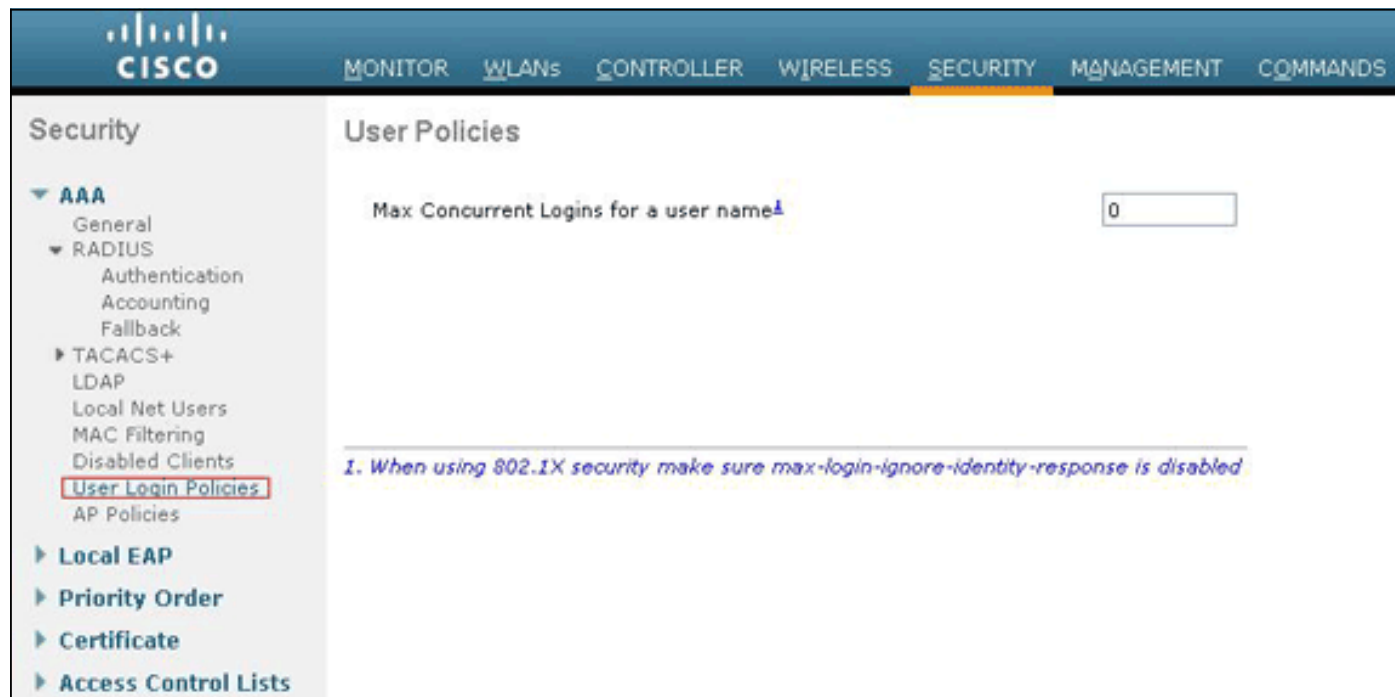 CISCO
MONITOR WLANs CONTROLLER WIRELESS SECURITY MANAGEMENT COMMANDS
Security
AAA
General
RADIUS
Authentication
Accounting
Fallback
TACACS+
LDAP
Local Net Users
MAC Filtering
Disabled Clients
User Login Policies
AP Policies
Local EAP
Priority Order
Certificate
Access Control Lists
User Policies
Max Concurrent Logins for a user name1 0
1. When using 802.1X security make sure max-login-ignore-identity-response is disabled